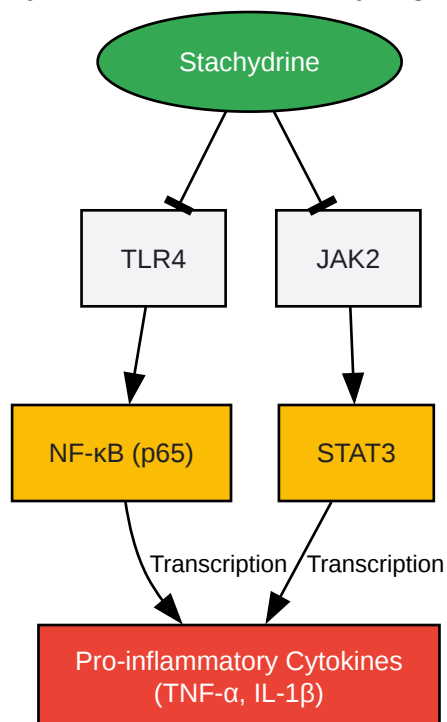 Stachydrine
TLR4
JAK2
NF-κB (p65)
STAT3
Transcription
Transcription
Pro-inflammatory Cytokines
(TNF-α, IL-1β)